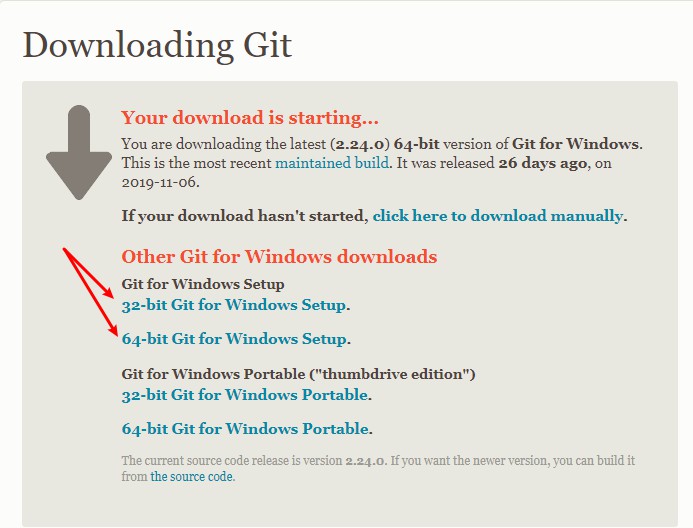 Downloading Git
Your download is starting...
You are downloading the latest (2.24.0) 64-bit version of Git for Windows.
This is the most recent maintained build. It was released 26 days ago, on
2019-11-06.
If your download hasn't started, click here to download manually.
Other Git for Windows downloads
Git for Windows Setup
32-bit Git for Windows Setup.
64-bit Git for Windows Setup.
Git for Windows Portable ("thumbdrive edition")
32-bit Git for Windows Portable.
64-bit Git for Windows Portable.
The current source code release is version 2.24.0. If you want the newer version, you can build it
from the source code.